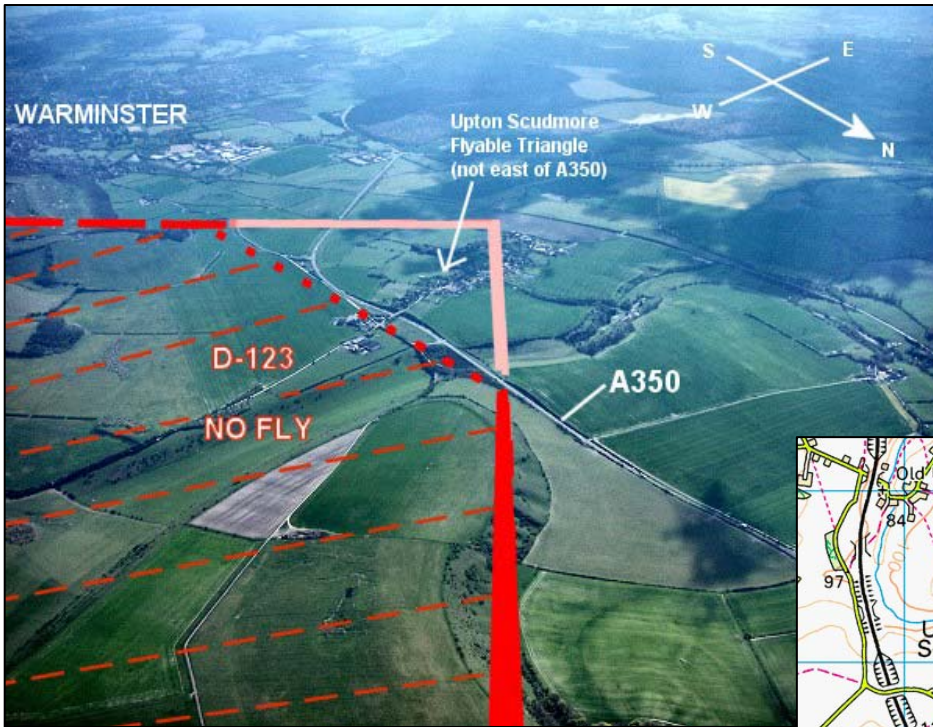 S
E
W
N
WARMINSTER
Upton Scudmore
Flyable Triangle
(not east of A350)
D-123
NO FLY
A350
Old
84
97
U
S